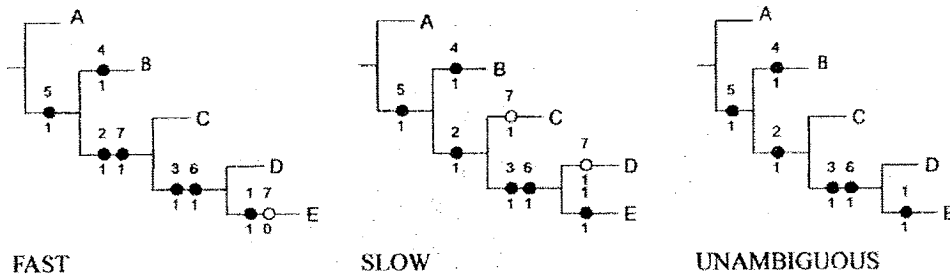 A A A
4 4 4
B B B
1 1 1
5 5 7 5
C C C
1 2 7 1 2 1 7 1 2
1 1 3 6 D 1 3 6 D 1 3 6 D
1 1 1 7 1 1 1 1 1 1 1
E 1 E E
1 0 1 1
FAST SLOW UNAMBIGUOUS